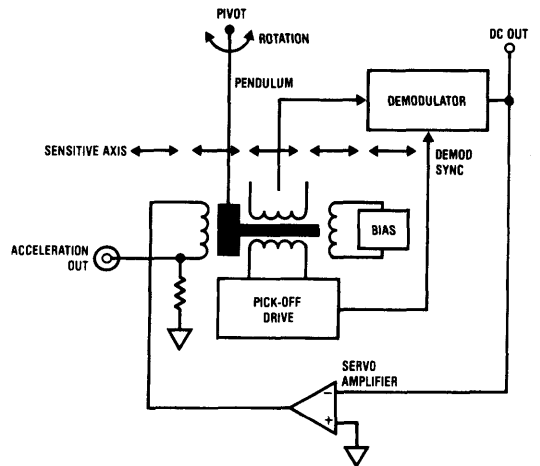 PIVOT
ROTATION
DC OUT
PENDULUM
DEMODULATOR
SENSITIVE AXIS
DEMOD
SYNC
BIAS
ACCELERATION
OUT
PICK-OFF
DRIVE
SERVO
AMPLIFIER
−
+